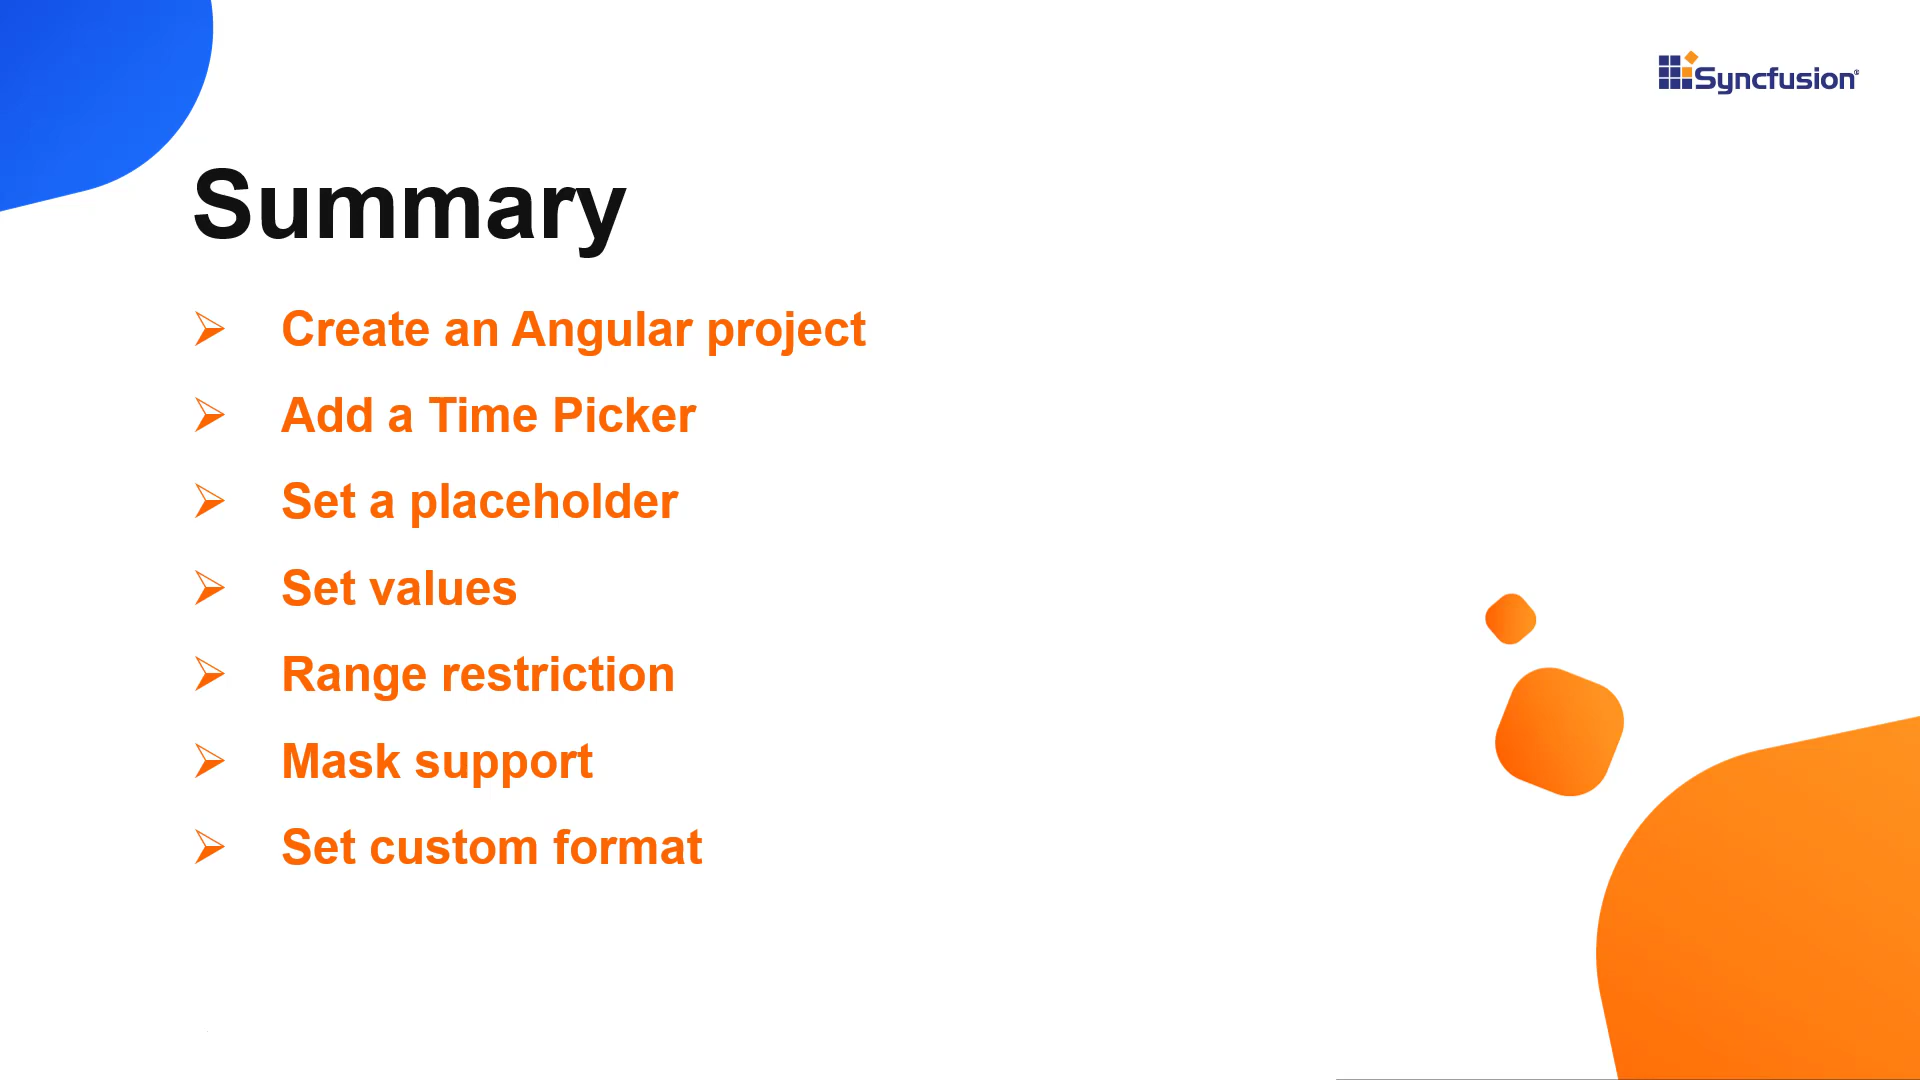 Syncfusion®
Summary
➢ Create an Angular project
➢ Add a Time Picker
➢ Set a placeholder
➢ Set values
➢ Range restriction
➢ Mask support
➢ Set custom format